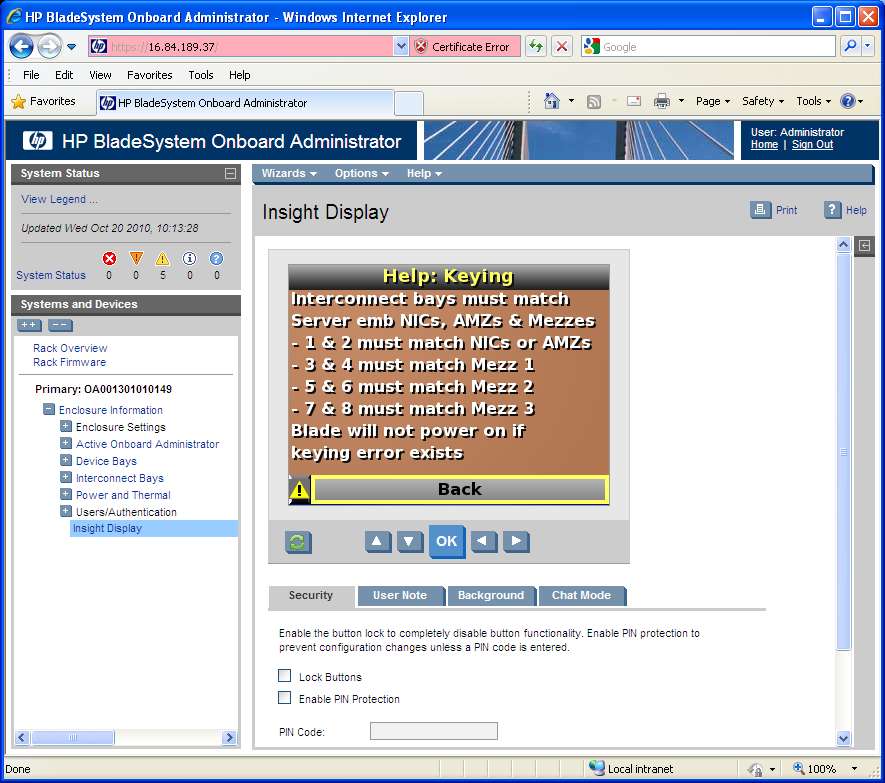 HP BladeSystem Onboard Administrator - Windows Internet Explorer
https://16.84.189.37/
Certificate Error
Google
File Edit View Favorites Tools Help
Favorites
HP BladeSystem Onboard Administrator
Page Safety Tools
hp HP BladeSystem Onboard Administrator
User: Administrator
Home | Sign Out
System Status
View Legend ...
Updated Wed Oct 20 2010, 10:13:28
System Status 0 0 5 0 0
Systems and Devices
Rack Overview
Rack Firmware
Primary: OA001301010149
Enclosure Information
Enclosure Settings
Active Onboard Administrator
Device Bays
Interconnect Bays
Power and Thermal
Users/Authentication
Insight Display
Wizards Options Help
Insight Display
Print Help
Help: Keying
Interconnect bays must match
Server emb NICs, AMZs & Mezzes
- 1 & 2 must match NICs or AMZs
- 3 & 4 must match Mezz 1
- 5 & 6 must match Mezz 2
- 7 & 8 must match Mezz 3
Blade will not power on if
keying error exists
Back
OK
Security User Note Background Chat Mode
Enable the button lock to completely disable button functionality. Enable PIN protection to
prevent configuration changes unless a PIN code is entered.
Lock Buttons
Enable PIN Protection
PIN Code:
Done
Local intranet
100%